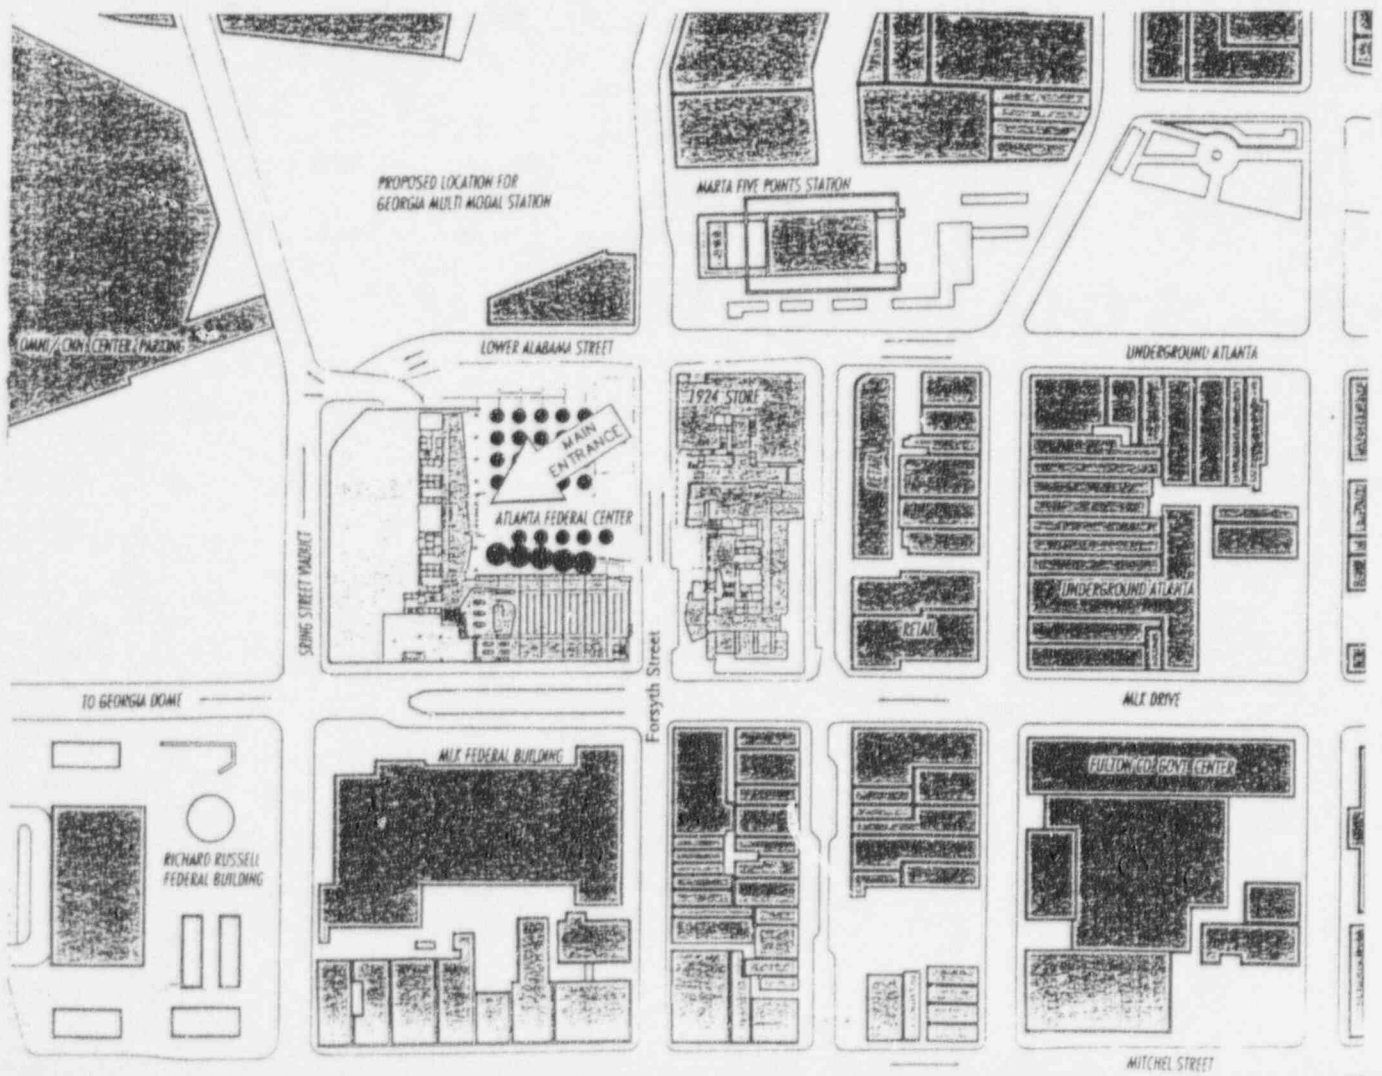 PROPOSED LOCATION FOR
GEORGIA MULTI MODAL STATION
MARTA FIVE POINTS STATION
OMNI / CNN CENTER / PARKING
LOWER ALABAMA STREET
UNDERGROUND ATLANTA
1924 STORE
MAIN
ENTRANCE
RETAIL
ATLANTA FEDERAL CENTER
SRING STREET VIADUCT
UNDERGROUND ATLANTA
RETAIL
Forsyth Street
TO GEORGIA DOME
MLK DRIVE
MLK FEDERAL BUILDING
FULTON CO. GOVT. CENTER
RICHARD RUSSELL
FEDERAL BUILDING
MITCHEL STREET